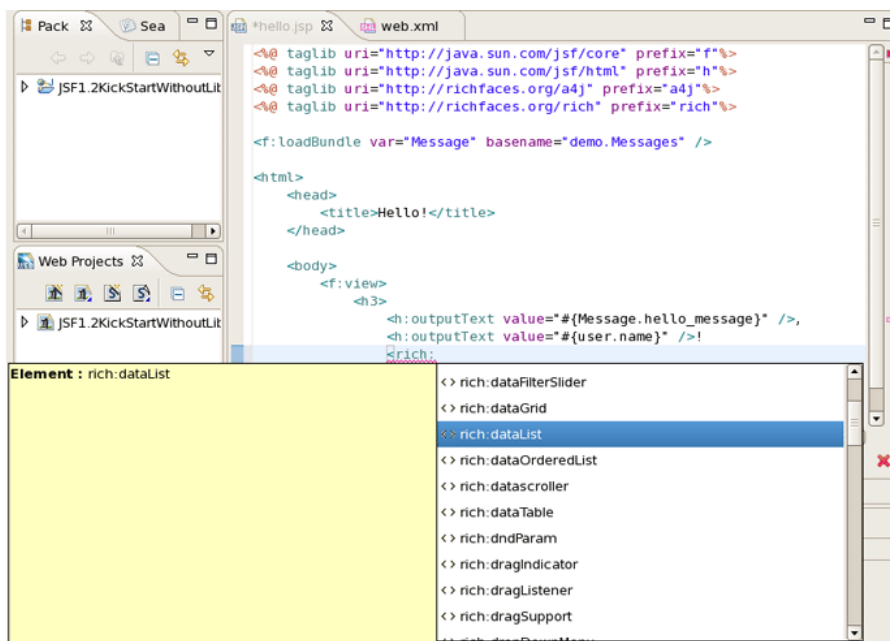 Pack
Sea
JSF1.2KickStartWithoutLib
Web Projects
JSF1.2KickStartWithoutLib
*hello.jsp
web.xml
<%@ taglib uri="http://java.sun.com/jsf/core" prefix="f"%>
<%@ taglib uri="http://java.sun.com/jsf/html" prefix="h"%>
<%@ taglib uri="http://richfaces.org/a4j" prefix="a4j"%>
<%@ taglib uri="http://richfaces.org/rich" prefix="rich"%>
<f:loadBundle var="Message" basename="demo.Messages" />
<html>
<head>
<title>Hello!</title>
</head>
<body>
<f:view>
<h3>
<h:outputText value="#{Message.hello_message}" />,
<h:outputText value="#{user.name}" />!
<rich:
Element : rich:dataList
<> rich:dataFilterSlider
<> rich:dataGrid
<> rich:dataList
<> rich:dataOrderedList
<> rich:datascroller
<> rich:dataTable
<> rich:dndParam
<> rich:dragIndicator
<> rich:dragListener
<> rich:dragSupport